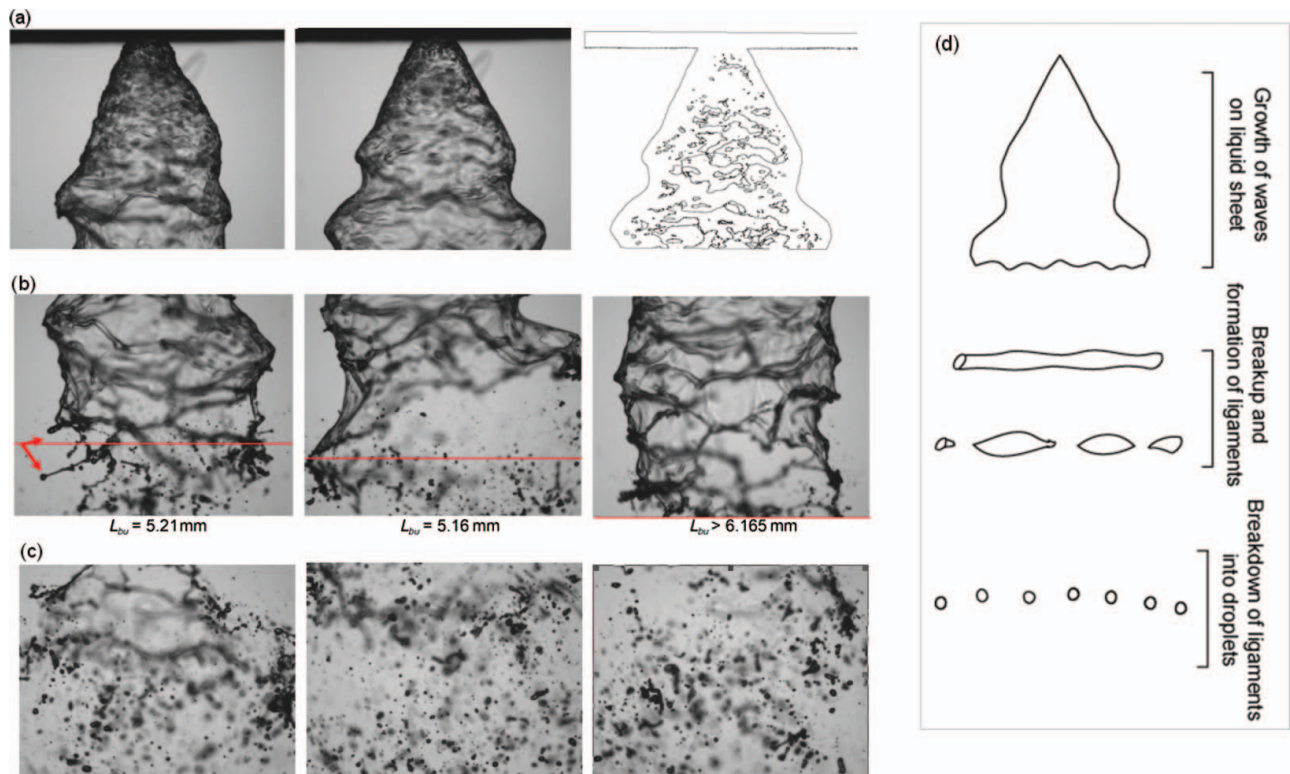 (a)
(b)
L_bu = 5.21 mm
L_bu = 5.16 mm
L_bu > 6.165 mm
(c)
(d)
Growth of waves
on liquid sheet
Breakup and
formation of ligaments
Breakdown of ligaments
into droplets